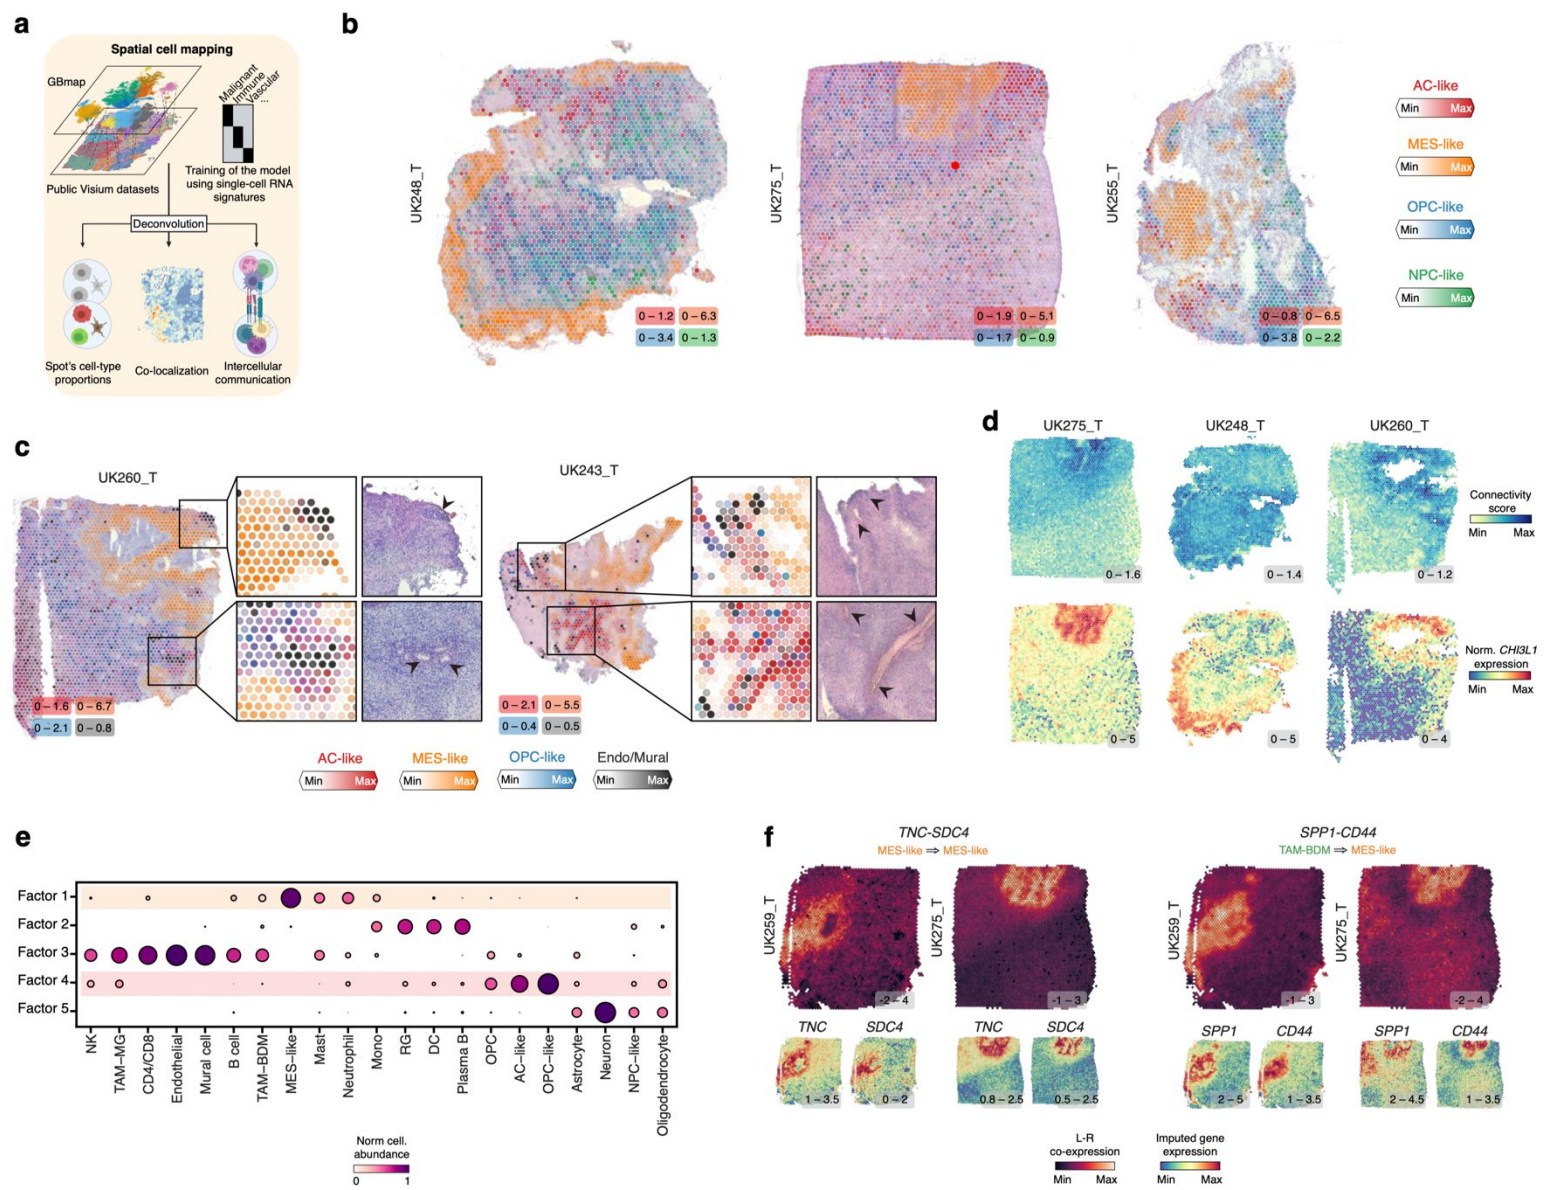 a
Spatial cell mapping
GBmap
Malignant
Immune
Vascular
...
Public Visium datasets
Training of the model
using single-cell RNA
signatures
Deconvolution
Spot's cell-type
proportions
Co-localization
Intercellular
communication
b
UK248_T
0 – 1.2
0 – 6.3
0 – 3.4
0 – 1.3
UK275_T
0 – 1.9
0 – 5.1
0 – 1.7
0 – 0.9
UK255_T
0 – 0.8
0 – 6.5
0 – 3.8
0 – 2.2
AC-like
Min Max
MES-like
Min Max
OPC-like
Min Max
NPC-like
Min Max
c
UK260_T
0 – 1.6
0 – 6.7
0 – 2.1
0 – 0.8
UK243_T
0 – 2.1
0 – 5.5
0 – 0.4
0 – 0.5
AC-like
Min Max
MES-like
Min Max
OPC-like
Min Max
Endo/Mural
Min Max
d
UK275_T
UK248_T
UK260_T
0 – 1.6
0 – 1.4
0 – 1.2
Connectivity
score
Min Max
0 – 5
0 – 5
0 – 4
Norm. CHI3L1
expression
Min Max
e
Factor 1
Factor 2
Factor 3
Factor 4
Factor 5
NK
TAM–MG
CD4/CD8
Endothelial
Mural cell
B cell
TAM–BDM
MES–like
Mast
Neutrophil
Mono
RG
DC
Plasma B
OPC
AC–like
OPC–like
Astrocyte
Neuron
NPC–like
Oligodendrocyte
Norm cell.
abundance
0 1
f
TNC-SDC4
MES-like ⇒ MES-like
UK259_T
-2 – 4
UK275_T
-1 – 3
TNC
SDC4
TNC
SDC4
1 – 3.5
0 – 2
0.8 – 2.5
0.5 – 2.5
SPP1-CD44
TAM-BDM ⇒ MES-like
UK259_T
-1 – 3
UK275_T
-2 – 4
SPP1
CD44
SPP1
CD44
2 – 5
1 – 3.5
2 – 4.5
1 – 3.5
L-R
co-expression
Min Max
Imputed gene
expression
Min Max